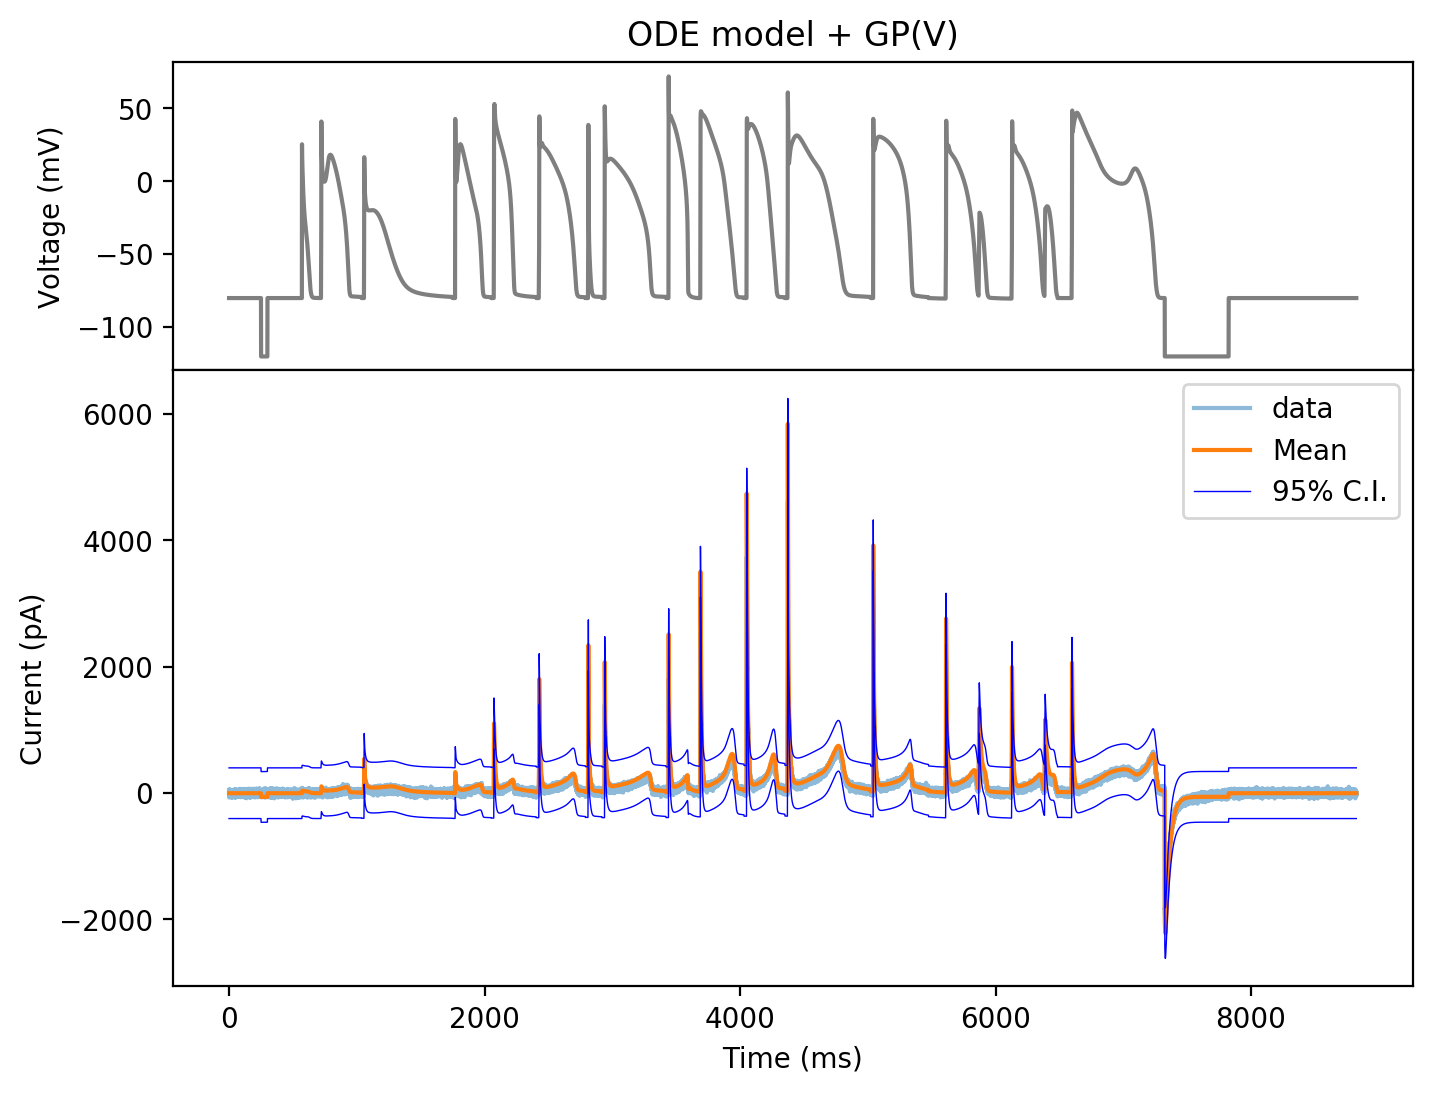 ODE model + GP(V)
Voltage (mV)
50
0
−50
−100
Current (pA)
6000
4000
2000
0
−2000
data
Mean
95% C.I.
0
2000
4000
6000
8000
Time (ms)